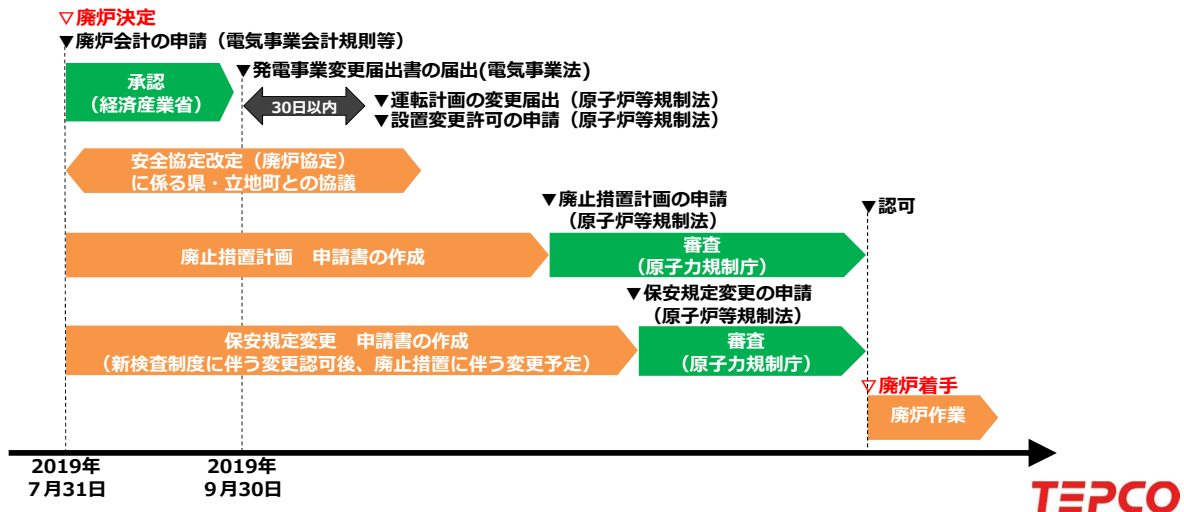 ▽廃炉決定
▼廃炉会計の申請（電気事業会計規則等）
承認
（経済産業省）
▼発電事業変更届出書の届出(電気事業法)
30日以内
▼運転計画の変更届出（原子炉等規制法）
▼設置変更許可の申請（原子炉等規制法）
安全協定改定（廃炉協定）
に係る県・立地町との協議
▼廃止措置計画の申請
（原子炉等規制法）
▼認可
廃止措置計画　申請書の作成
審査
（原子力規制庁）
▼保安規定変更の申請
（原子炉等規制法）
保安規定変更　申請書の作成
（新検査制度に伴う変更認可後、廃止措置に伴う変更予定）
審査
（原子力規制庁）
▽廃炉着手
廃炉作業
2019年
７月31日
2019年
９月30日
TEPCO